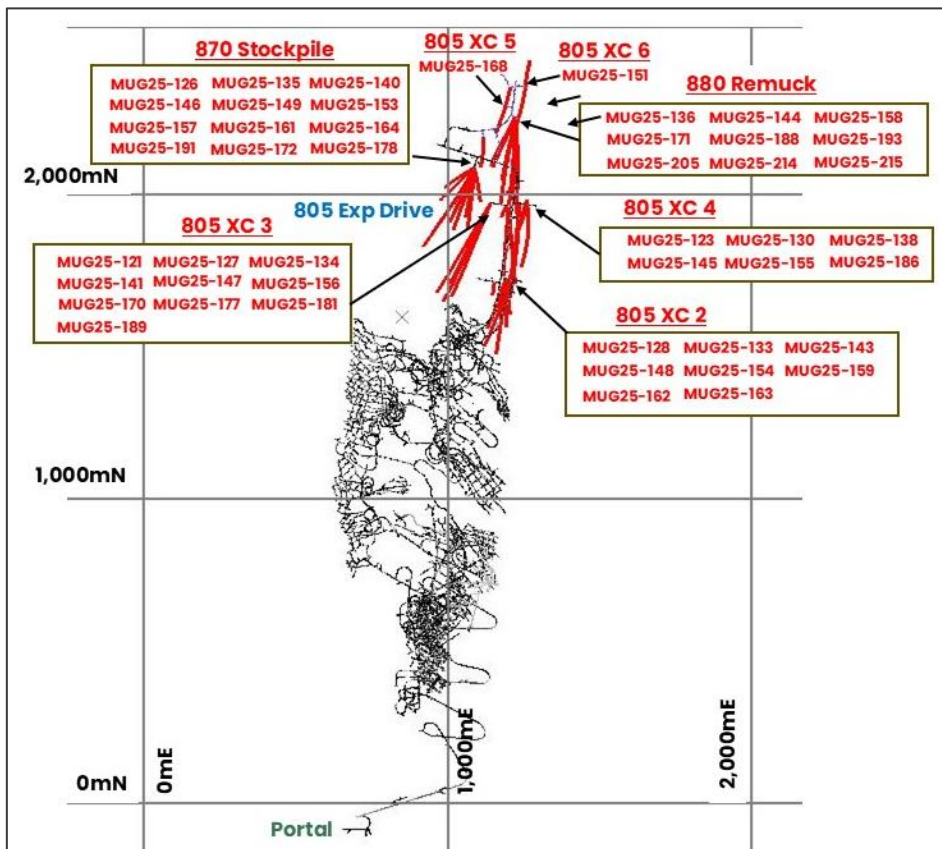 870 Stockpile
MUG25-126 MUG25-135 MUG25-140
MUG25-146 MUG25-149 MUG25-153
MUG25-157 MUG25-161 MUG25-164
MUG25-191 MUG25-172 MUG25-178
805 XC 5
MUG25-168
805 XC 6
MUG25-151
880 Remuck
MUG25-136 MUG25-144 MUG25-158
MUG25-171 MUG25-188 MUG25-193
MUG25-205 MUG25-214 MUG25-215
2,000mN
805 Exp Drive
805 XC 3
MUG25-121 MUG25-127 MUG25-134
MUG25-141 MUG25-147 MUG25-156
MUG25-170 MUG25-177 MUG25-181
MUG25-189
805 XC 4
MUG25-123 MUG25-130 MUG25-138
MUG25-145 MUG25-155 MUG25-186
805 XC 2
MUG25-128 MUG25-133 MUG25-143
MUG25-148 MUG25-154 MUG25-159
MUG25-162 MUG25-163
1,000mN
0mN
0mE
1,000mE
2,000mE
Portal